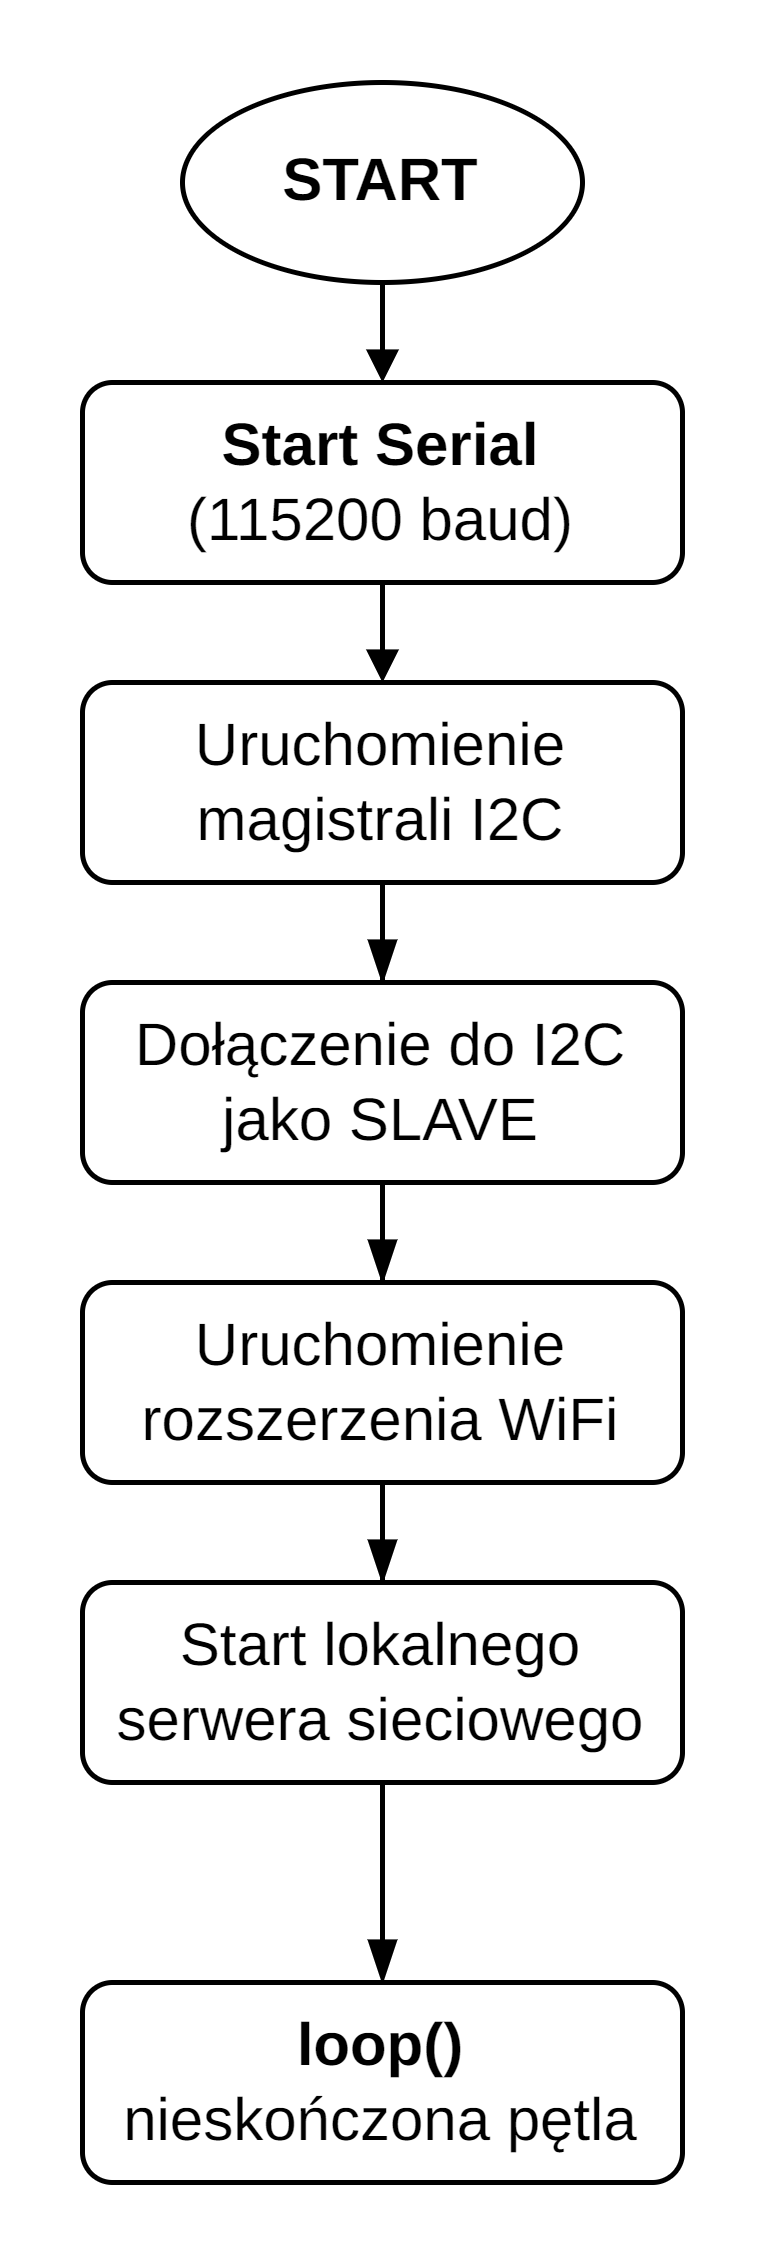 START
Start Serial
(115200 baud)
Uruchomienie
magistrali I2C
Dołączenie do I2C
jako SLAVE
Uruchomienie
rozszerzenia WiFi
Start lokalnego
serwera sieciowego
loop()
nieskończona pętla